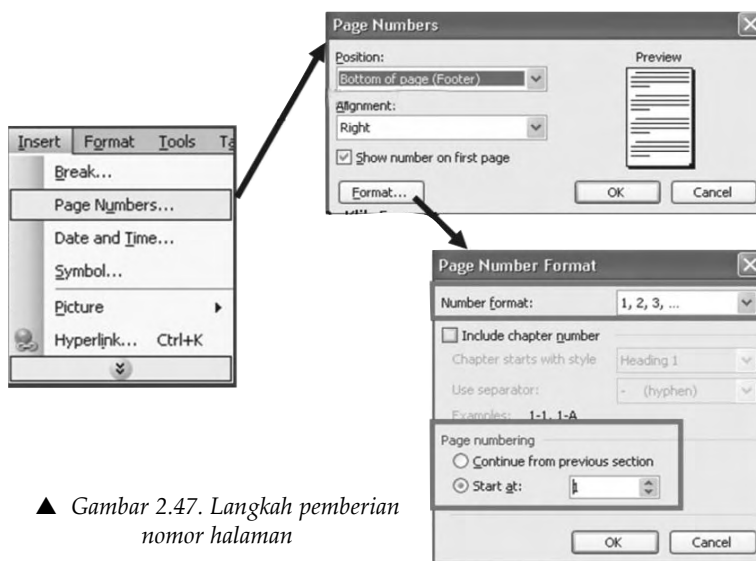 Insert Format Tools Ta
Break...
Page Numbers...
Date and Time...
Symbol...
Picture
Hyperlink... Ctrl+K
Page Numbers
Position:
Preview
Bottom of page (Footer)
Alignment:
Right
Show number on first page
Format...
OK
Cancel
Page Number Format
Number format:
1, 2, 3, ...
Include chapter number
Chapter starts with style
Heading 1
Use separator:
- (hyphen)
Examples: 1-1, 1-A
Page numbering
Continue from previous section
Start at:
OK
Cancel
▲ Gambar 2.47. Langkah pemberian
nomor halaman